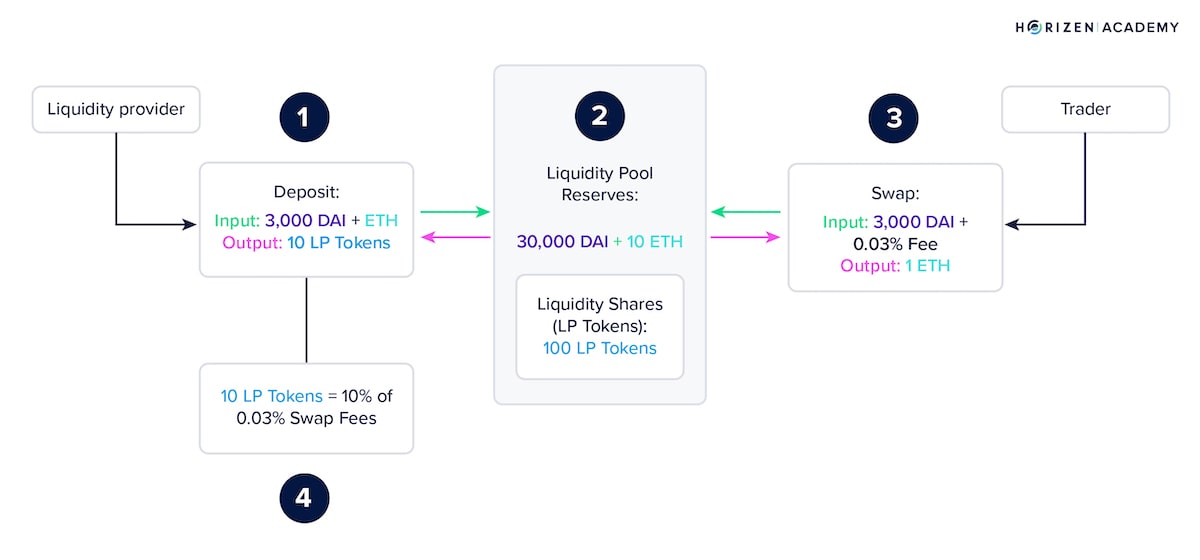 HORIZEN | ACADEMY
Liquidity provider
1
2
3
Trader
Deposit:
Input: 3,000 DAI + ETH
Output: 10 LP Tokens
Liquidity Pool
Reserves:
30,000 DAI + 10 ETH
Liquidity Shares
(LP Tokens):
100 LP Tokens
Swap:
Input: 3,000 DAI +
0.03% Fee
Output: 1 ETH
10 LP Tokens = 10% of
0.03% Swap Fees
4